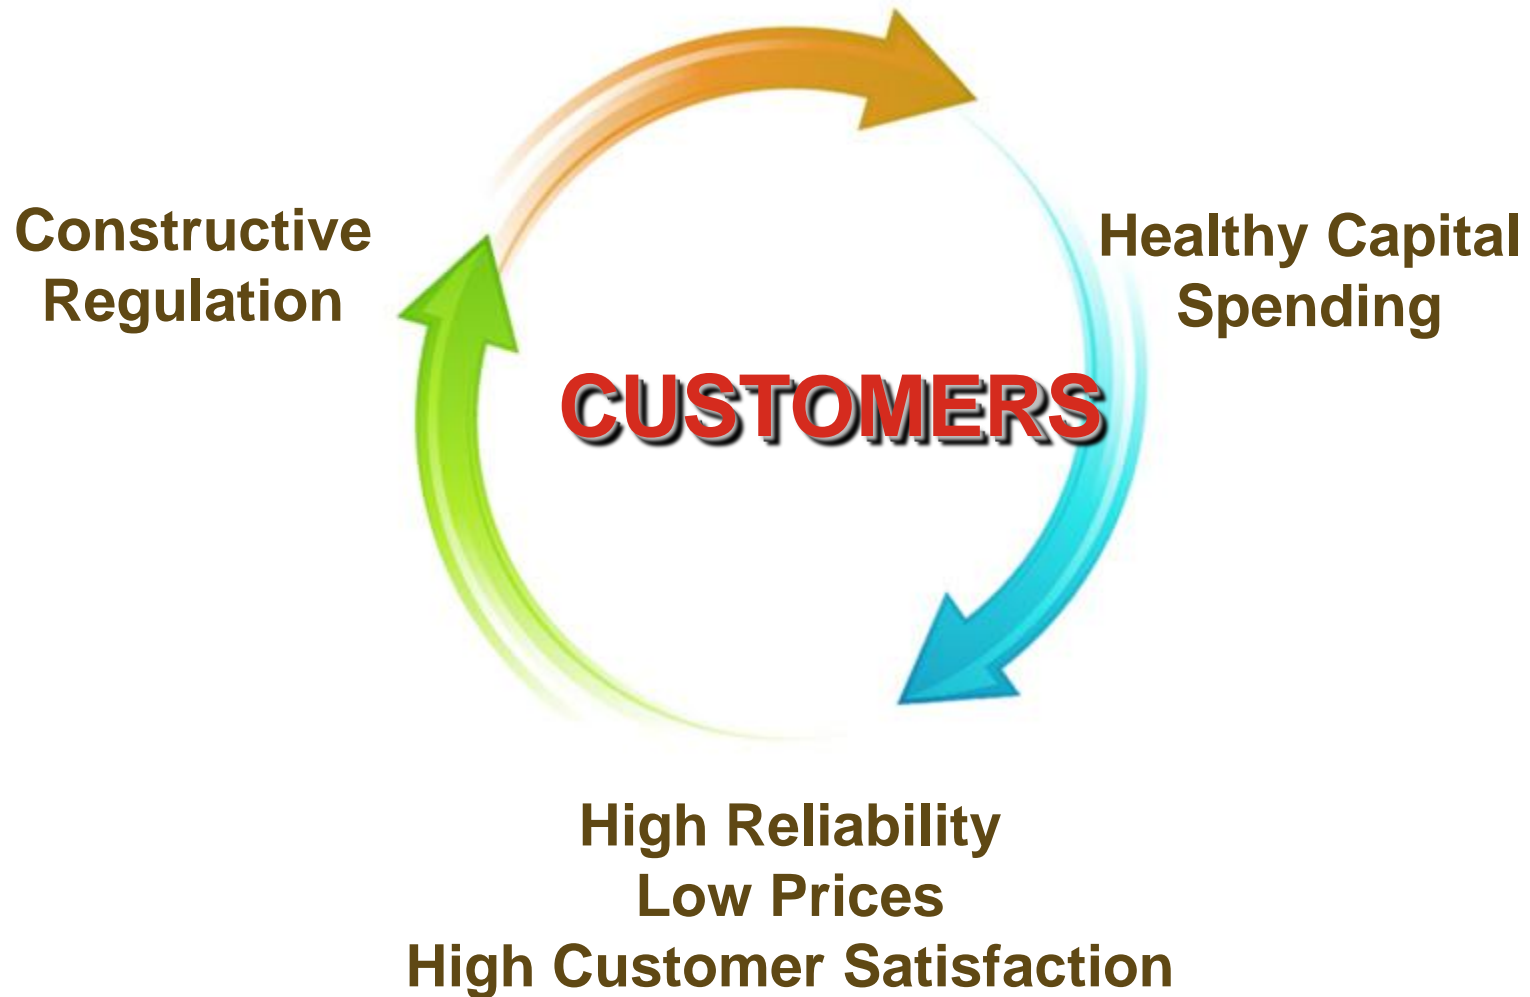 Constructive
Regulation
Healthy Capital
Spending
CUSTOMERS
High Reliability
Low Prices
High Customer Satisfaction